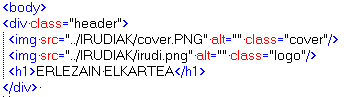 <body>
<div class="header">
<img src="../IRUDIAK/cover.PNG" alt="" class="cover"/>
<img src="../IRUDIAK/irudi.png" alt="" class="logo"/>
<h1>ERLEZAIN ELKARTEA</h1>
</div>